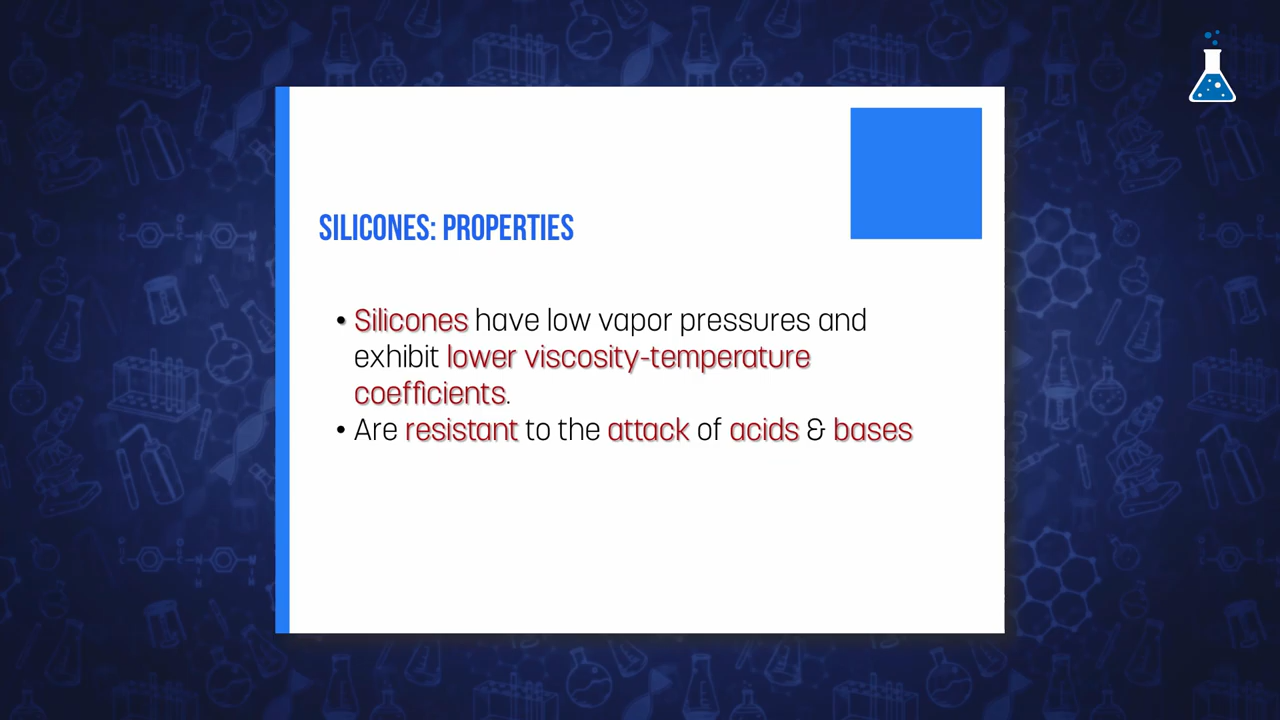 SILICONES: PROPERTIES
• Silicones have low vapor pressures and
exhibit lower viscosity-temperature
coefficients.
• Are resistant to the attack of acids & bases